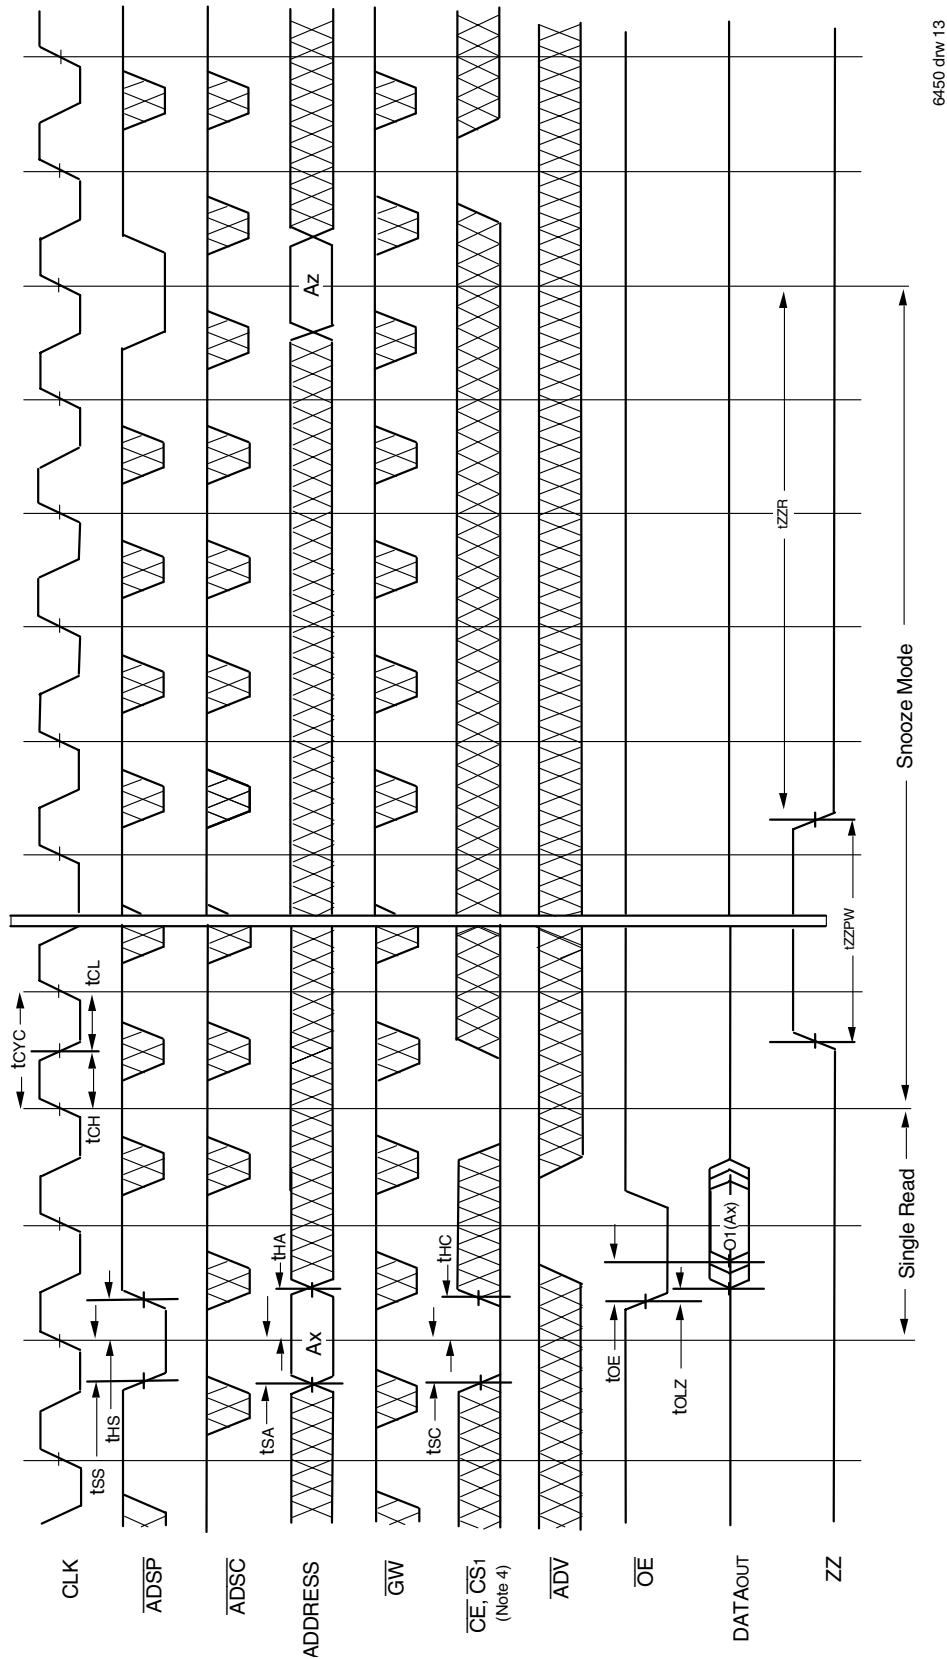 tCYC
tCH
tCL
CLK
tSS
tHS
ADSP
ADSC
tSA
tHA
ADDRESS
Ax
Az
GW
tSC
tHC
CE, CS1
(Note 4)
ADV
OE
tOE
tOLZ
DATAOUT
O1(Ax)
tZZR
ZZ
tZZPW
Single Read
Snooze Mode
6450 drw 13